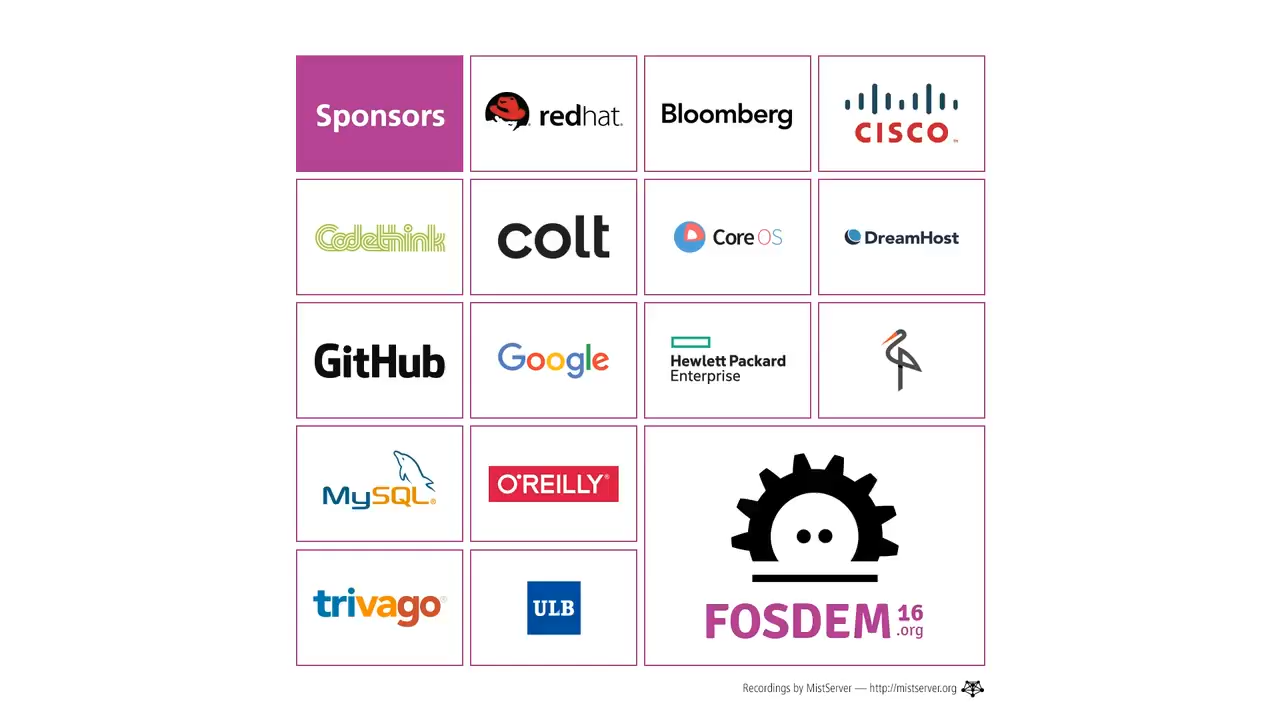 Sponsors
redhat.
Bloomberg
CISCO™
Codethink
colt
CoreOS
DreamHost
GitHub
Google
Hewlett Packard
Enterprise
MySQL®
O'REILLY®
trivago®
ULB
FOSDEM 16
.org
Recordings by MistServer — http://mistserver.org